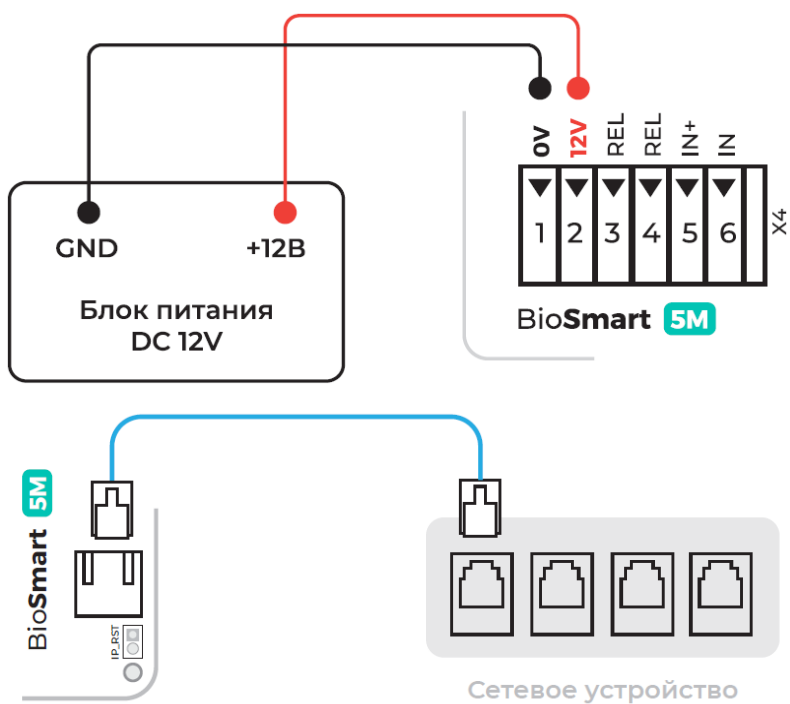 0V
12V
REL
REL
IN+
IN
1 2 3 4 5 6
X4
GND
+12В
Блок питания
DC 12V
BioSmart 5M
BioSmart 5M
IP_RST
Сетевое устройство